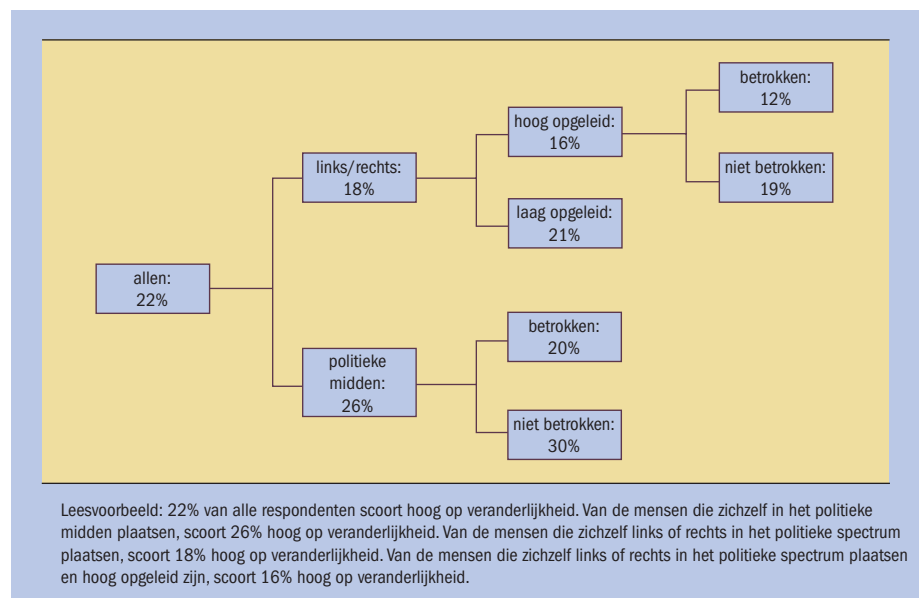 allen:
22%
links/rechts:
18%
hoog opgeleid:
16%
betrokken:
12%
niet betrokken:
19%
laag opgeleid:
21%
politieke
midden:
26%
betrokken:
20%
niet betrokken:
30%
Leesvoorbeeld: 22% van alle respondenten scoort hoog op veranderlijkheid. Van de mensen die zichzelf in het politieke
midden plaatsen, scoort 26% hoog op veranderlijkheid. Van de mensen die zichzelf links of rechts in het politieke spectrum
plaatsen, scoort 18% hoog op veranderlijkheid. Van de mensen die zichzelf links of rechts in het politieke spectrum plaatsen
en hoog opgeleid zijn, scoort 16% hoog op veranderlijkheid.